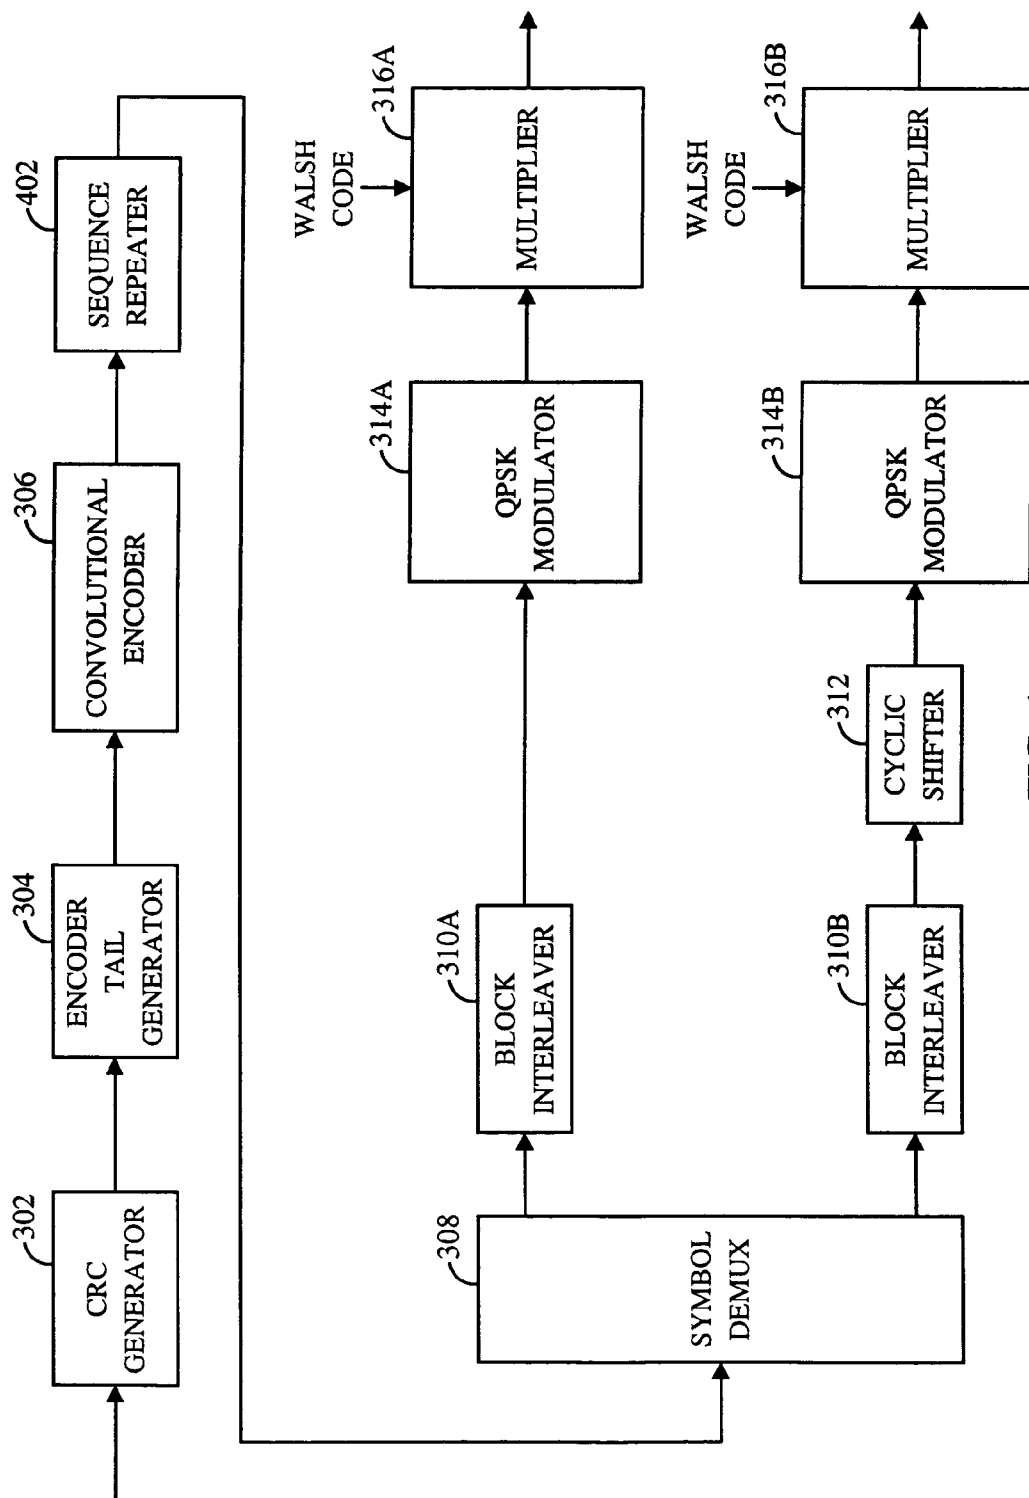 302
CRC
GENERATOR
304
ENCODER
TAIL
GENERATOR
306
CONVOLUTIONAL
ENCODER
402
SEQUENCE
REPEATER
308
SYMBOL
DEMUX
310A
BLOCK
INTERLEAVER
314A
QPSK
MODULATOR
WALSH
CODE
316A
MULTIPLIER
310B
BLOCK
INTERLEAVER
312
CYCLIC
SHIFTER
314B
QPSK
MODULATOR
WALSH
CODE
316B
MULTIPLIER